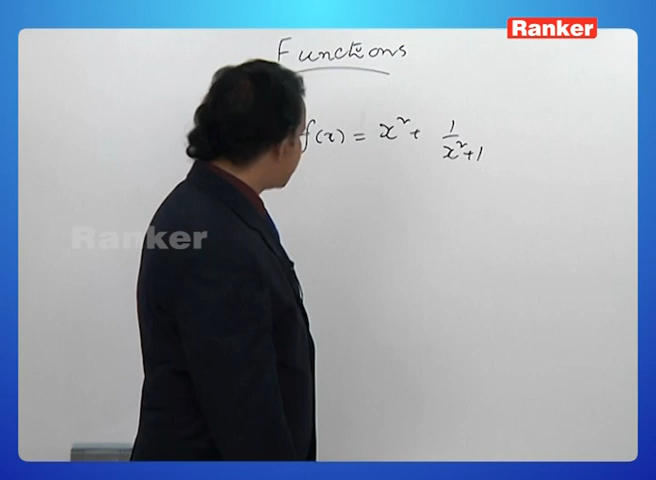 Ranker
Functions
f(x) = x² + 1/(x²+1)
Ranker